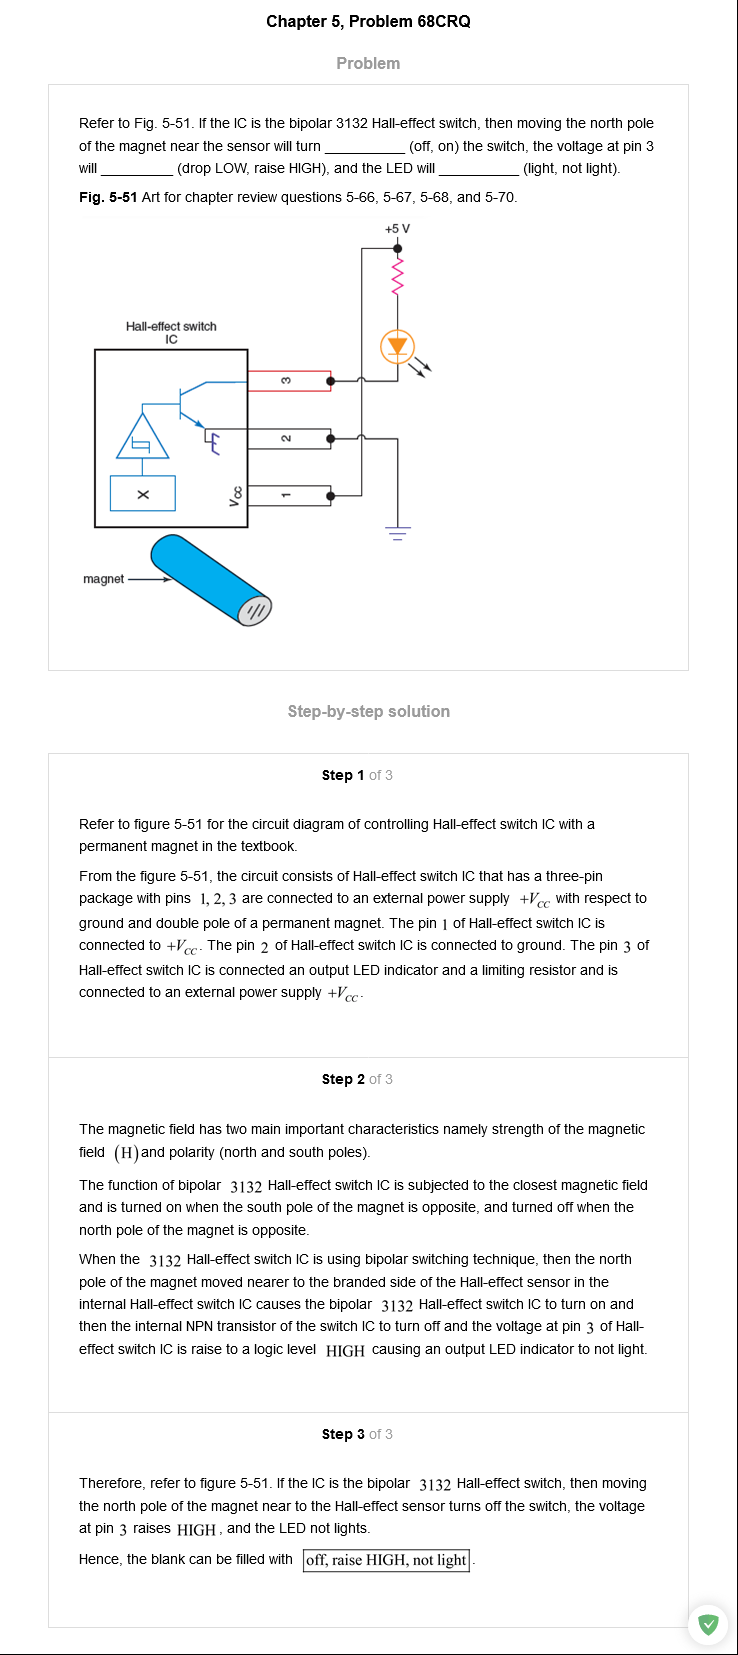 Chapter 5, Problem 68CRQ
Problem
Refer to Fig. 5-51. If the IC is the bipolar 3132 Hall-effect switch, then moving the north pole
of the magnet near the sensor will turn __________ (off, on) the switch, the voltage at pin 3
will _________ (drop LOW, raise HIGH), and the LED will __________ (light, not light).
Fig. 5-51 Art for chapter review questions 5-66, 5-67, 5-68, and 5-70.
+5 V
Hall-effect switch
IC
3
2
X
Vcc
1
magnet
Step-by-step solution
Step 1 of 3
Refer to figure 5-51 for the circuit diagram of controlling Hall-effect switch IC with a
permanent magnet in the textbook.
From the figure 5-51, the circuit consists of Hall-effect switch IC that has a three-pin
package with pins 1, 2, 3 are connected to an external power supply +VCC with respect to
ground and double pole of a permanent magnet. The pin 1 of Hall-effect switch IC is
connected to +VCC. The pin 2 of Hall-effect switch IC is connected to ground. The pin 3 of
Hall-effect switch IC is connected an output LED indicator and a limiting resistor and is
connected to an external power supply +VCC.
Step 2 of 3
The magnetic field has two main important characteristics namely strength of the magnetic
field (H) and polarity (north and south poles).
The function of bipolar 3132 Hall-effect switch IC is subjected to the closest magnetic field
and is turned on when the south pole of the magnet is opposite, and turned off when the
north pole of the magnet is opposite.
When the 3132 Hall-effect switch IC is using bipolar switching technique, then the north
pole of the magnet moved nearer to the branded side of the Hall-effect sensor in the
internal Hall-effect switch IC causes the bipolar 3132 Hall-effect switch IC to turn on and
then the internal NPN transistor of the switch IC to turn off and the voltage at pin 3 of Hall-
effect switch IC is raise to a logic level HIGH causing an output LED indicator to not light.
Step 3 of 3
Therefore, refer to figure 5-51. If the IC is the bipolar 3132 Hall-effect switch, then moving
the north pole of the magnet near to the Hall-effect sensor turns off the switch, the voltage
at pin 3 raises HIGH, and the LED not lights.
Hence, the blank can be filled with off, raise HIGH, not light.